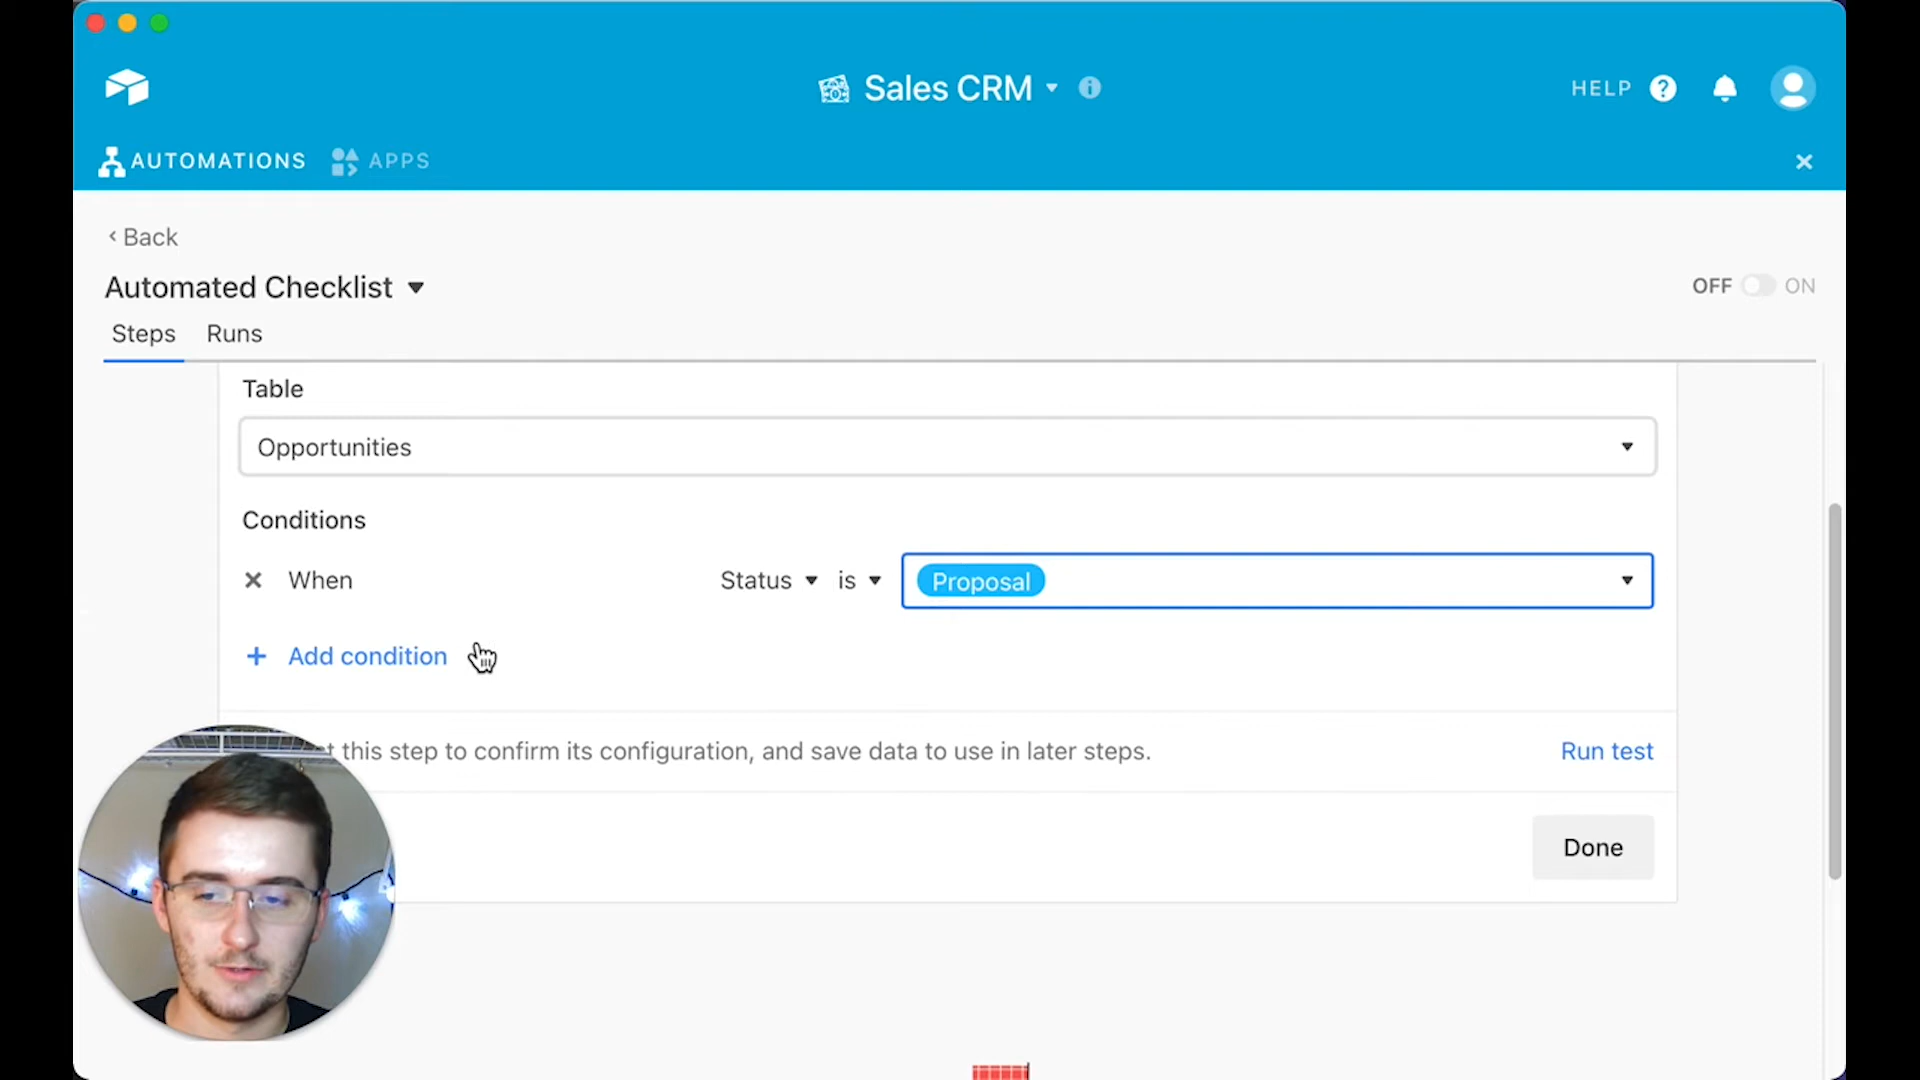 Sales CRM
HELP
AUTOMATIONS APPS
Back
Automated Checklist
OFF ON
Steps Runs
Table
Opportunities
Conditions
When Status is Proposal
+ Add condition
this step to confirm its configuration, and save data to use in later steps. Run test
Done